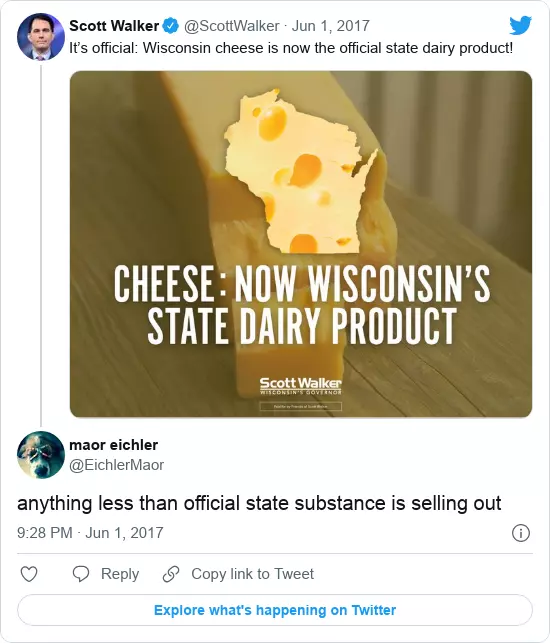 Scott Walker @ScottWalker · Jun 1, 2017
It's official: Wisconsin cheese is now the official state dairy product!
CHEESE: NOW WISCONSIN'S
STATE DAIRY PRODUCT
Scott Walker
WISCONSIN'S GOVERNOR
maor eichler
@EichlerMaor
anything less than official state substance is selling out
9:28 PM · Jun 1, 2017
Reply
Copy link to Tweet
Explore what's happening on Twitter